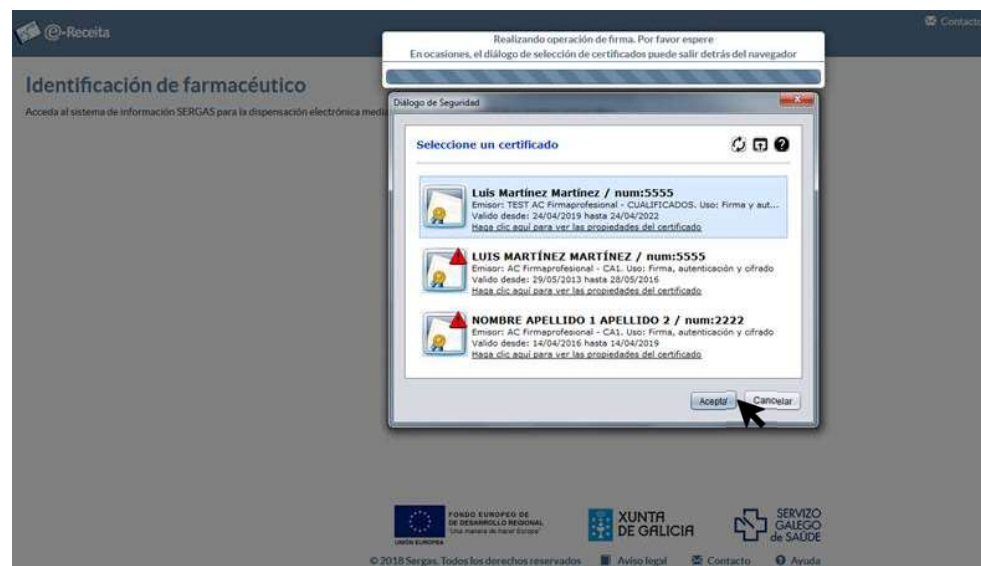 @-Receita
Contacto
Realizando operación de firma. Por favor espere
En ocasiones, el diálogo de selección de certificados puede salir detrás del navegador
Identificación de farmacéutico
Acceda al sistema de información SERGAS para la dispensación electrónica
Diálogo de Seguridad
Seleccione un certificado
Luis Martínez Martínez / num:5555
Emisor: TEST AC Firmaprofesional - CUALIFICADOS. Uso: Firma y aut...
Valido desde: 24/04/2019 hasta 24/04/2022
Haga clic aquí para ver las propiedades del certificado
LUIS MARTÍNEZ MARTÍNEZ / num:5555
Emisor: AC Firmaprofesional - CA1. Uso: Firma, autenticación y cifrado
Valido desde: 29/05/2013 hasta 28/05/2016
Haga clic aquí para ver las propiedades del certificado
NOMBRE APELLIDO 1 APELLIDO 2 / num:2222
Emisor: AC Firmaprofesional - CA1. Uso: Firma, autenticación y cifrado
Valido desde: 14/04/2016 hasta 14/04/2019
Haga clic aquí para ver las propiedades del certificado
Cancelar
FONDO EUROPEO DE
DE DESARROLLO REGIONAL
"Una manera de hacer Europa"
UNIÓN EUROPEA
XUNTA
DE GALICIA
SERVIZO
GALEGO
de SAÚDE
© 2018 Sergas. Todos los derechos reservados Aviso legal Contacto Ayuda